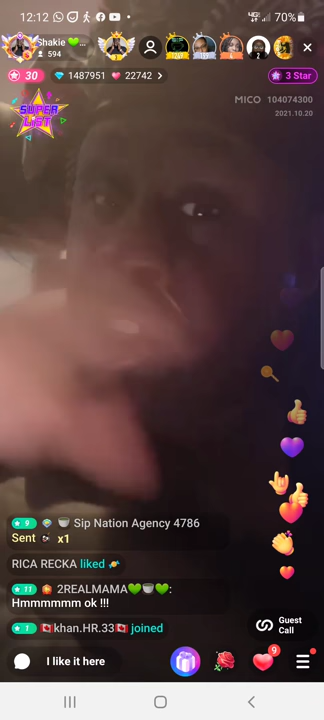 12:12
70%
Shakie
594
30
1487951
22742
3 Star
SUPER
LIST
MICO 104074300
2021.10.20
9 Sip Nation Agency 4786
Sent x1
RICA RECKA liked
11 2REALMAMA💚☕💚:
Hmmmmmm ok !!!
1 🇨🇦khan.HR.33🇨🇦 joined
Guest
Call
I like it here
9